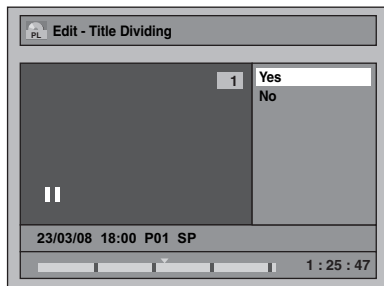 PL Edit - Title Dividing
1
Yes
No
23/03/08 18:00 P01 SP
1 : 25 : 47